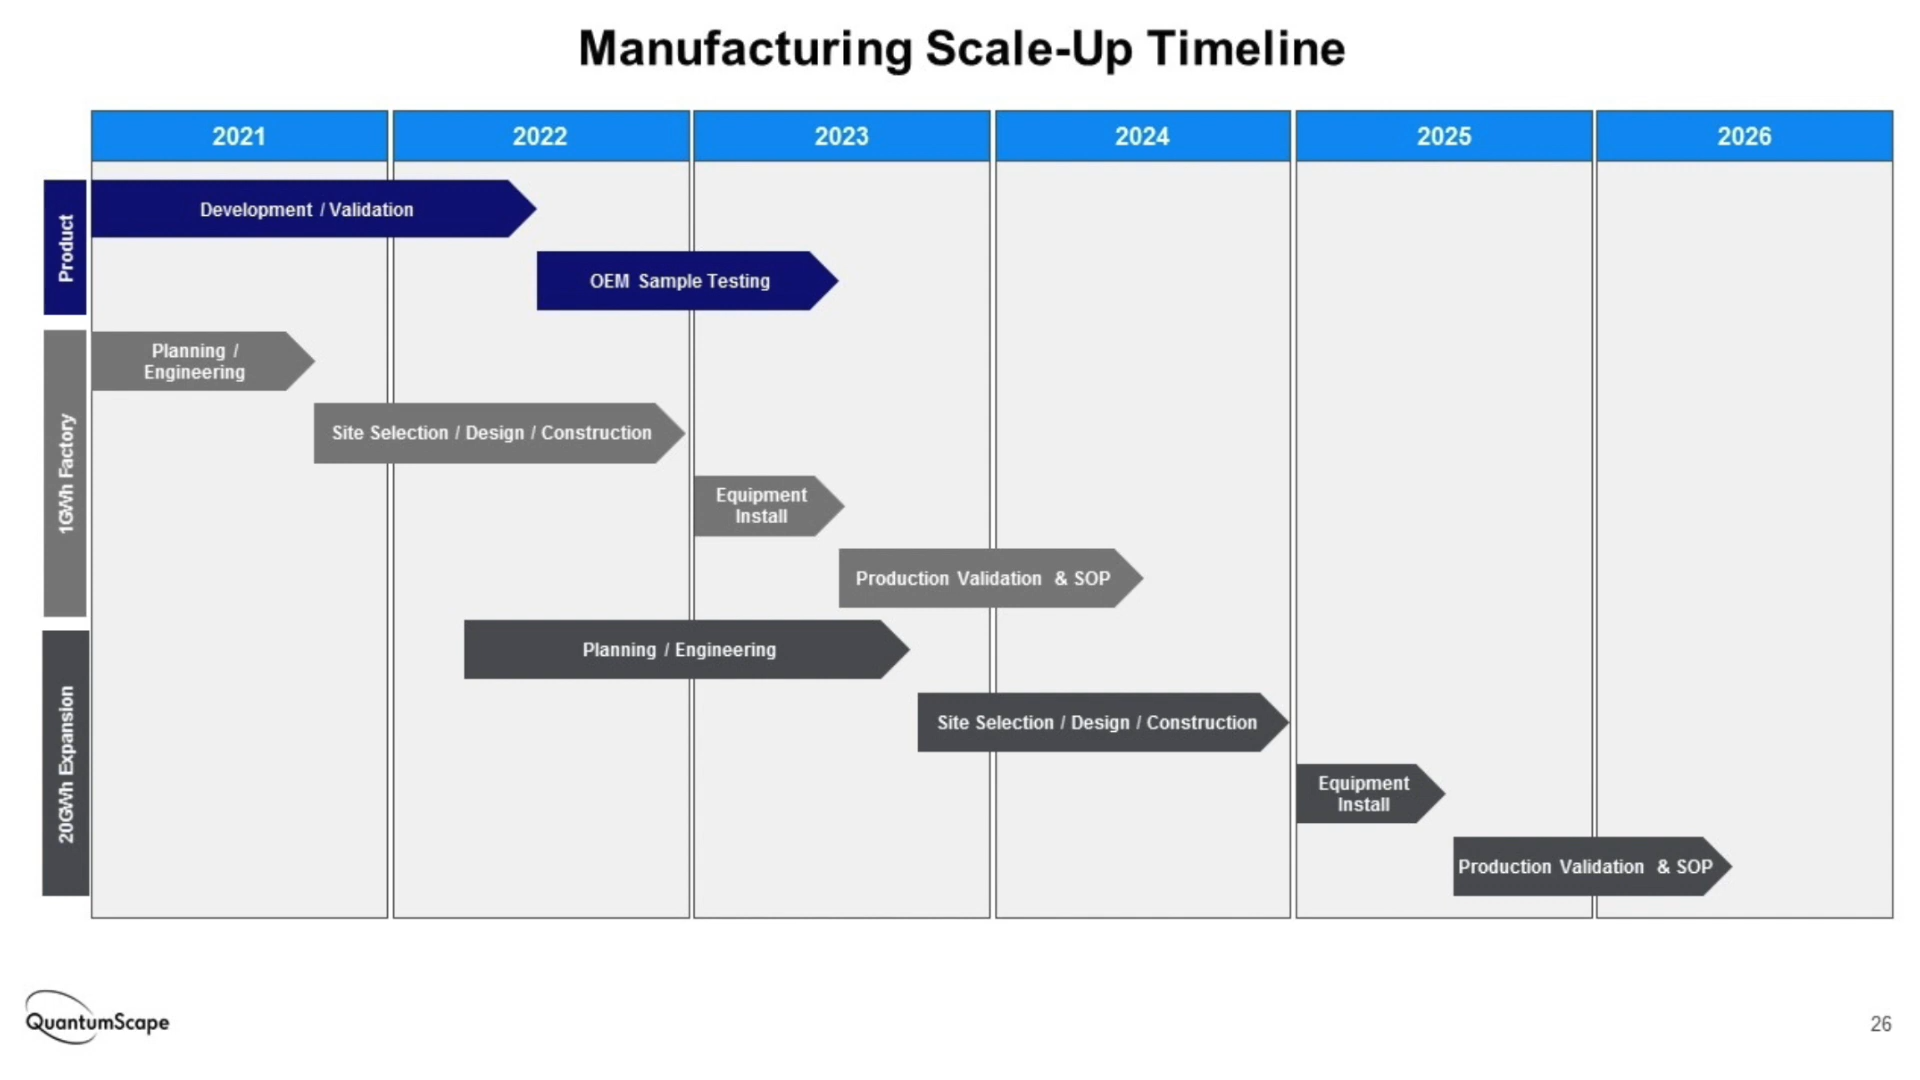 Manufacturing Scale-Up Timeline
2021
2022
2023
2024
2025
2026
Product
Development / Validation
OEM Sample Testing
1GWh Factory
Planning /
Engineering
Site Selection / Design / Construction
Equipment
Install
Production Validation & SOP
20GWh Expansion
Planning / Engineering
Site Selection / Design / Construction
Equipment
Install
Production Validation & SOP
QuantumScape
26